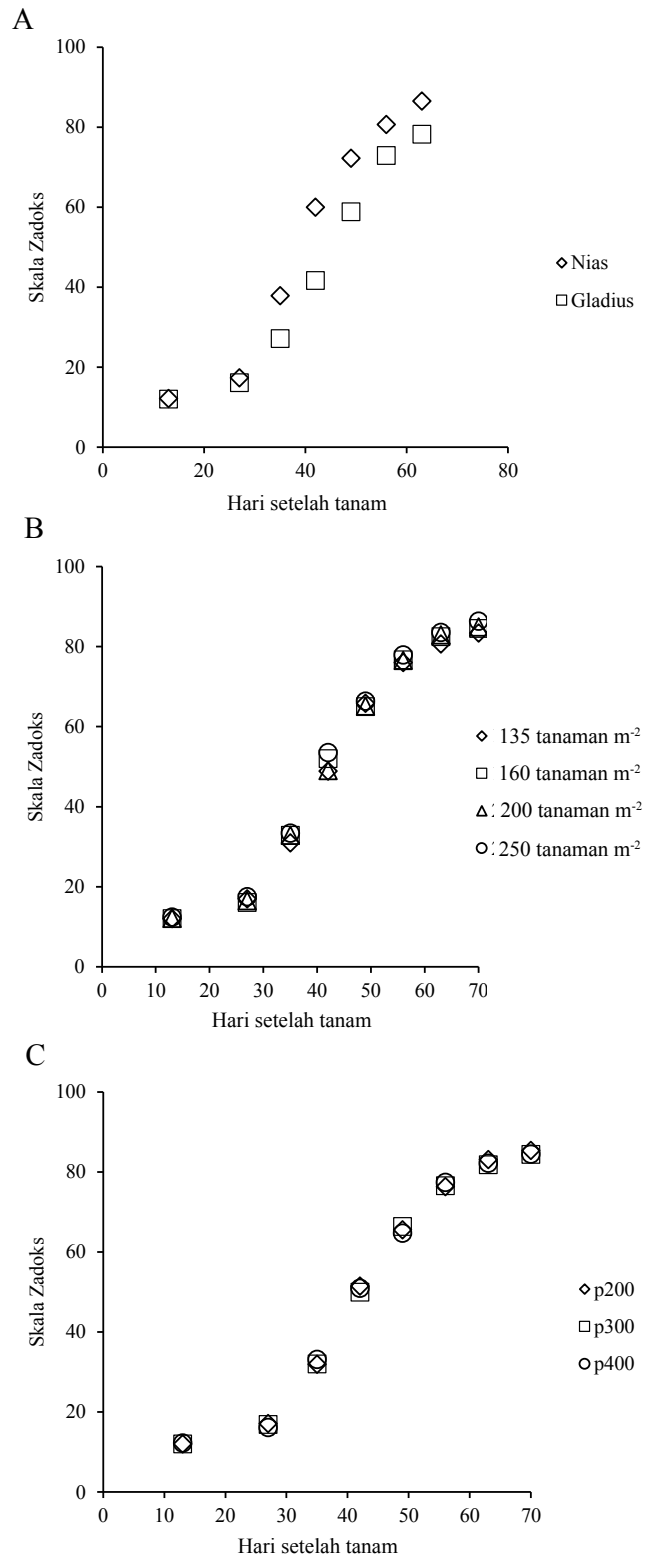 A
100
80
60
40
20
0
0 20 40 60 80
Skala Zadoks
Hari setelah tanam
Nias
Gladius
B
100
80
60
40
20
0
0 10 20 30 40 50 60 70
Skala Zadoks
Hari setelah tanam
135 tanaman m-2
160 tanaman m-2
200 tanaman m-2
250 tanaman m-2
C
100
80
60
40
20
0
0 10 20 30 40 50 60 70
Skala Zadoks
Hari setelah tanam
p200
p300
p400